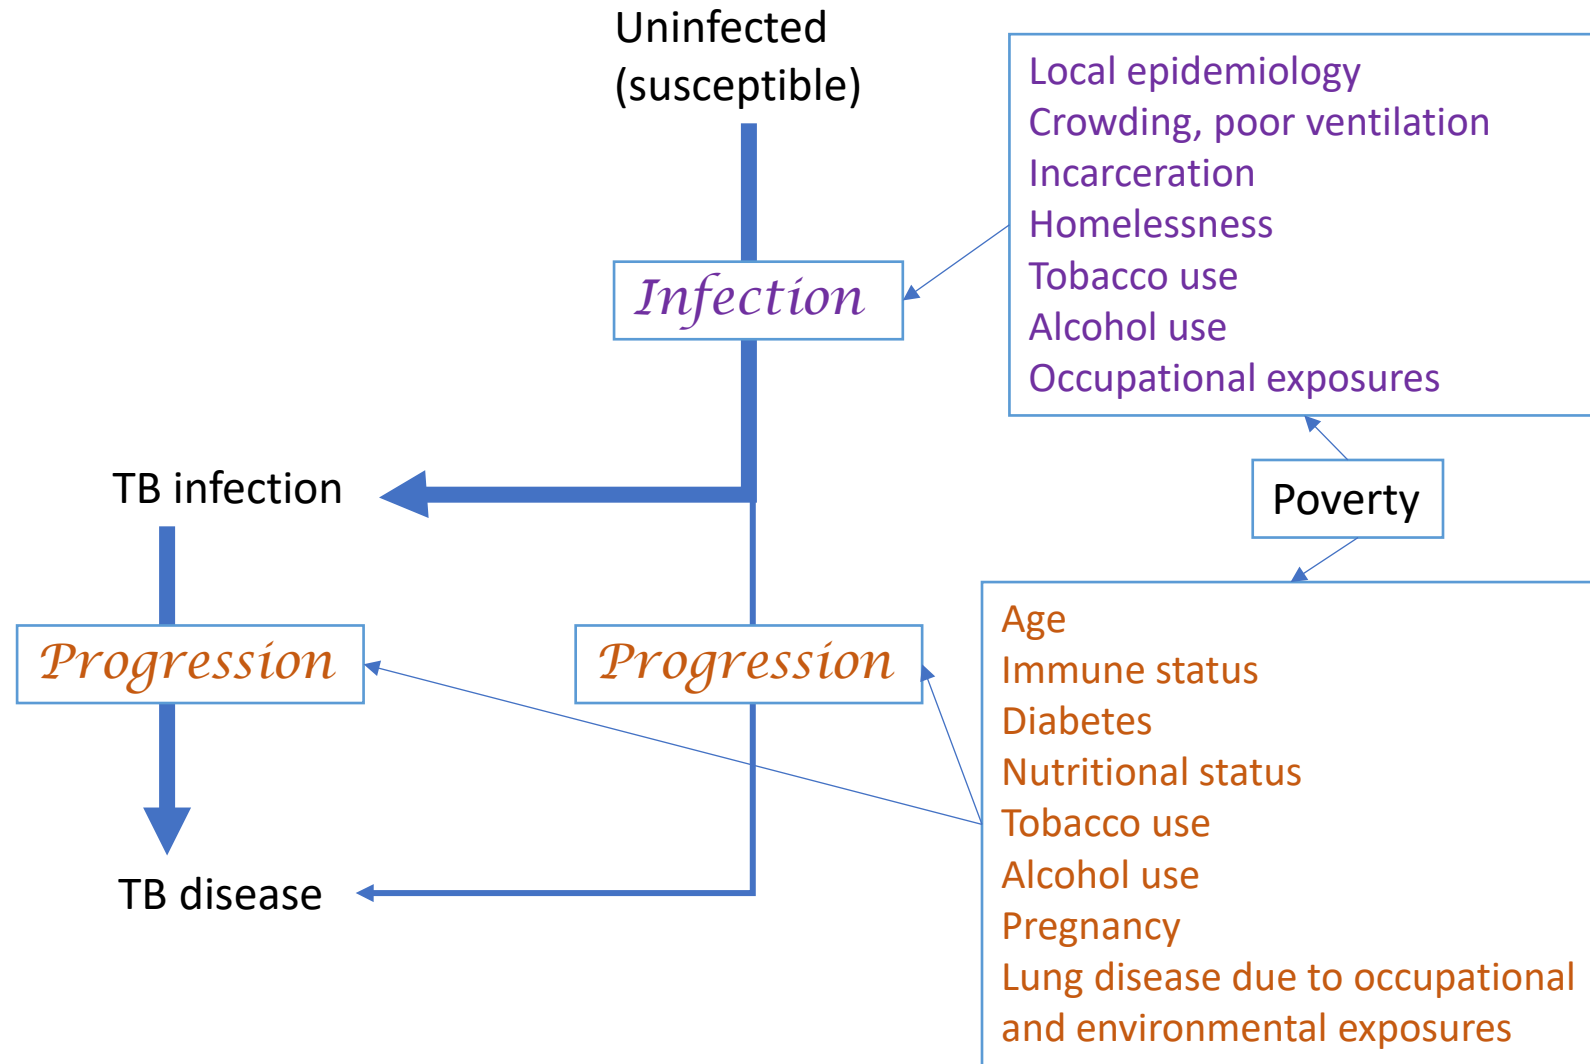 Uninfected
(susceptible)
Local epidemiology
Crowding, poor ventilation
Incarceration
Homelessness
Tobacco use
Alcohol use
Occupational exposures
Infection
TB infection
Poverty
Progression
Progression
Age
Immune status
Diabetes
Nutritional status
Tobacco use
Alcohol use
Pregnancy
Lung disease due to occupational
and environmental exposures
TB disease